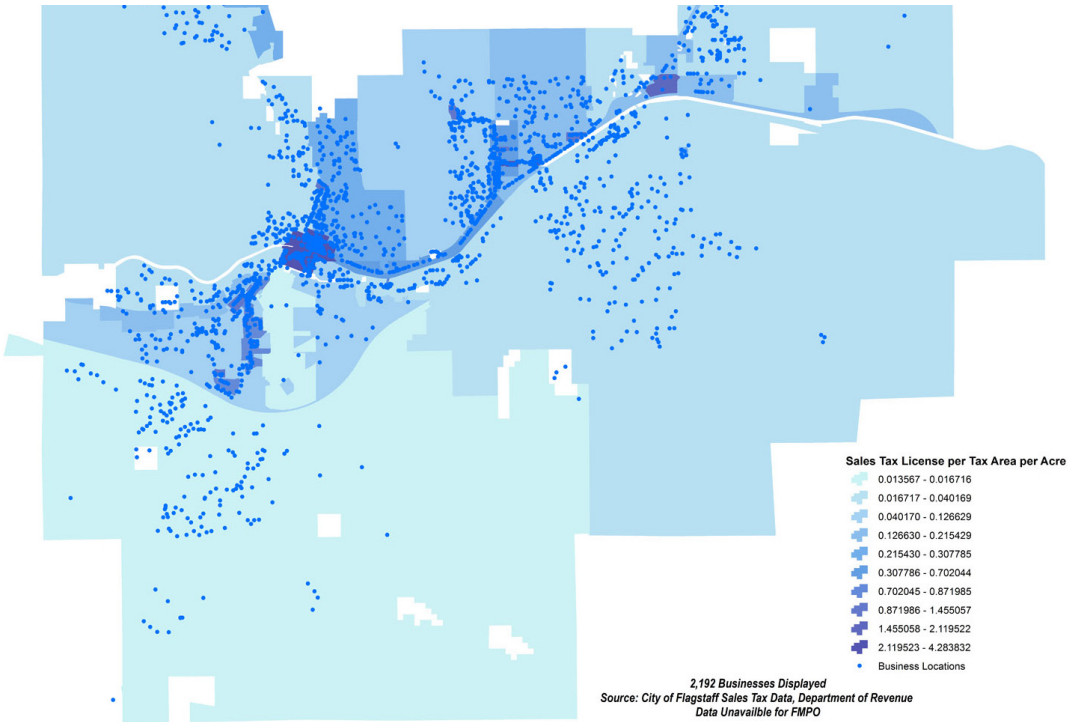 Sales Tax License per Tax Area per Acre
0.013567 - 0.016716
0.016717 - 0.040169
0.040170 - 0.126629
0.126630 - 0.215429
0.215430 - 0.307785
0.307786 - 0.702044
0.702045 - 0.871985
0.871986 - 1.455057
1.455058 - 2.119522
2.119523 - 4.283832
Business Locations
2,192 Businesses Displayed
Source: City of Flagstaff Sales Tax Data, Department of Revenue
Data Unavailble for FMPO